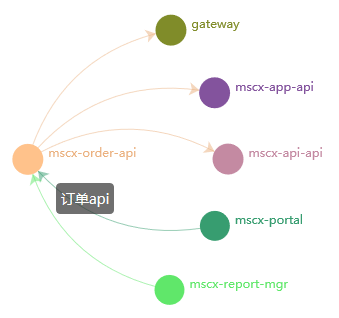 gateway
mscx-app-api
mscx-order-api
mscx-api-api
订单api
mscx-portal
mscx-report-mgr